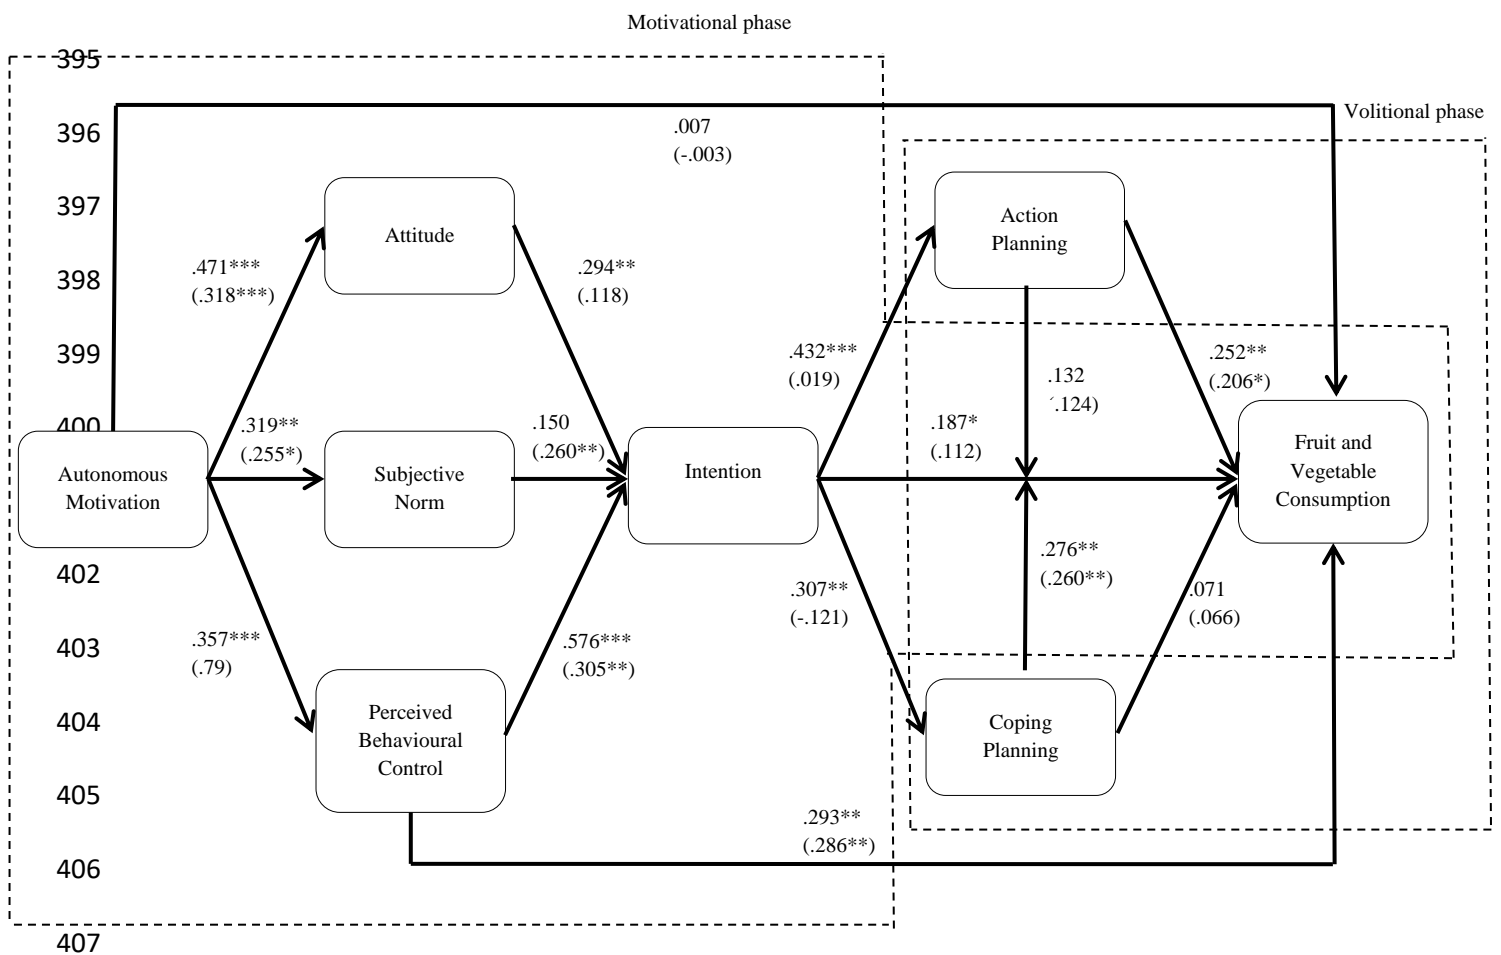 Motivational phase
395
Volitional phase
396
.007
(-.003)
397
Attitude
Action
Planning
398
.471***
(.318***)
.294**
(.118)
399
.432***
(.019)
.132
.124)
.252**
(.206*)
400
.319**
(.255*)
.150
(.260**)
.187*
(.112)
Autonomous
Motivation
Subjective
Norm
Intention
Fruit and
Vegetable
Consumption
402
.307**
(-.121)
.276**
(.260**)
.071
(.066)
403
.357***
(.79)
.576***
(.305**)
404
Perceived
Behavioural
Control
Coping
Planning
405
.293**
(.286**)
406
407